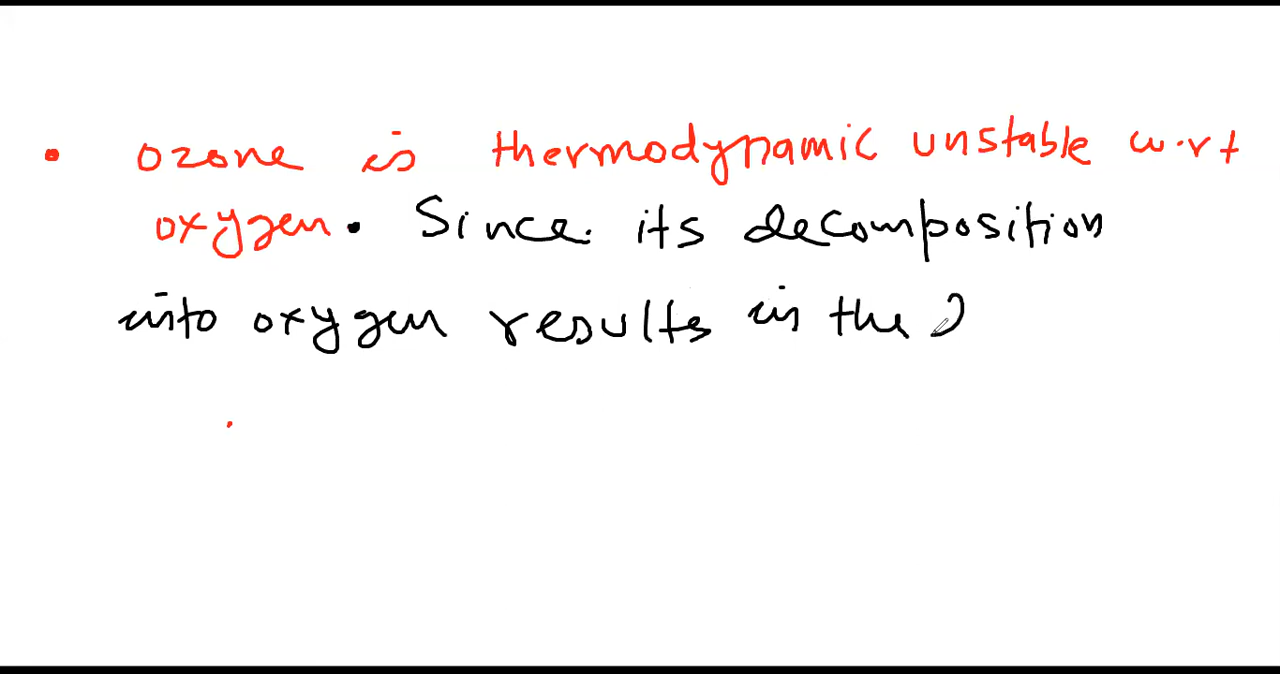 • ozone is thermodynamic unstable w.r.t
oxygen. Since. its decomposition
into oxygen results in the